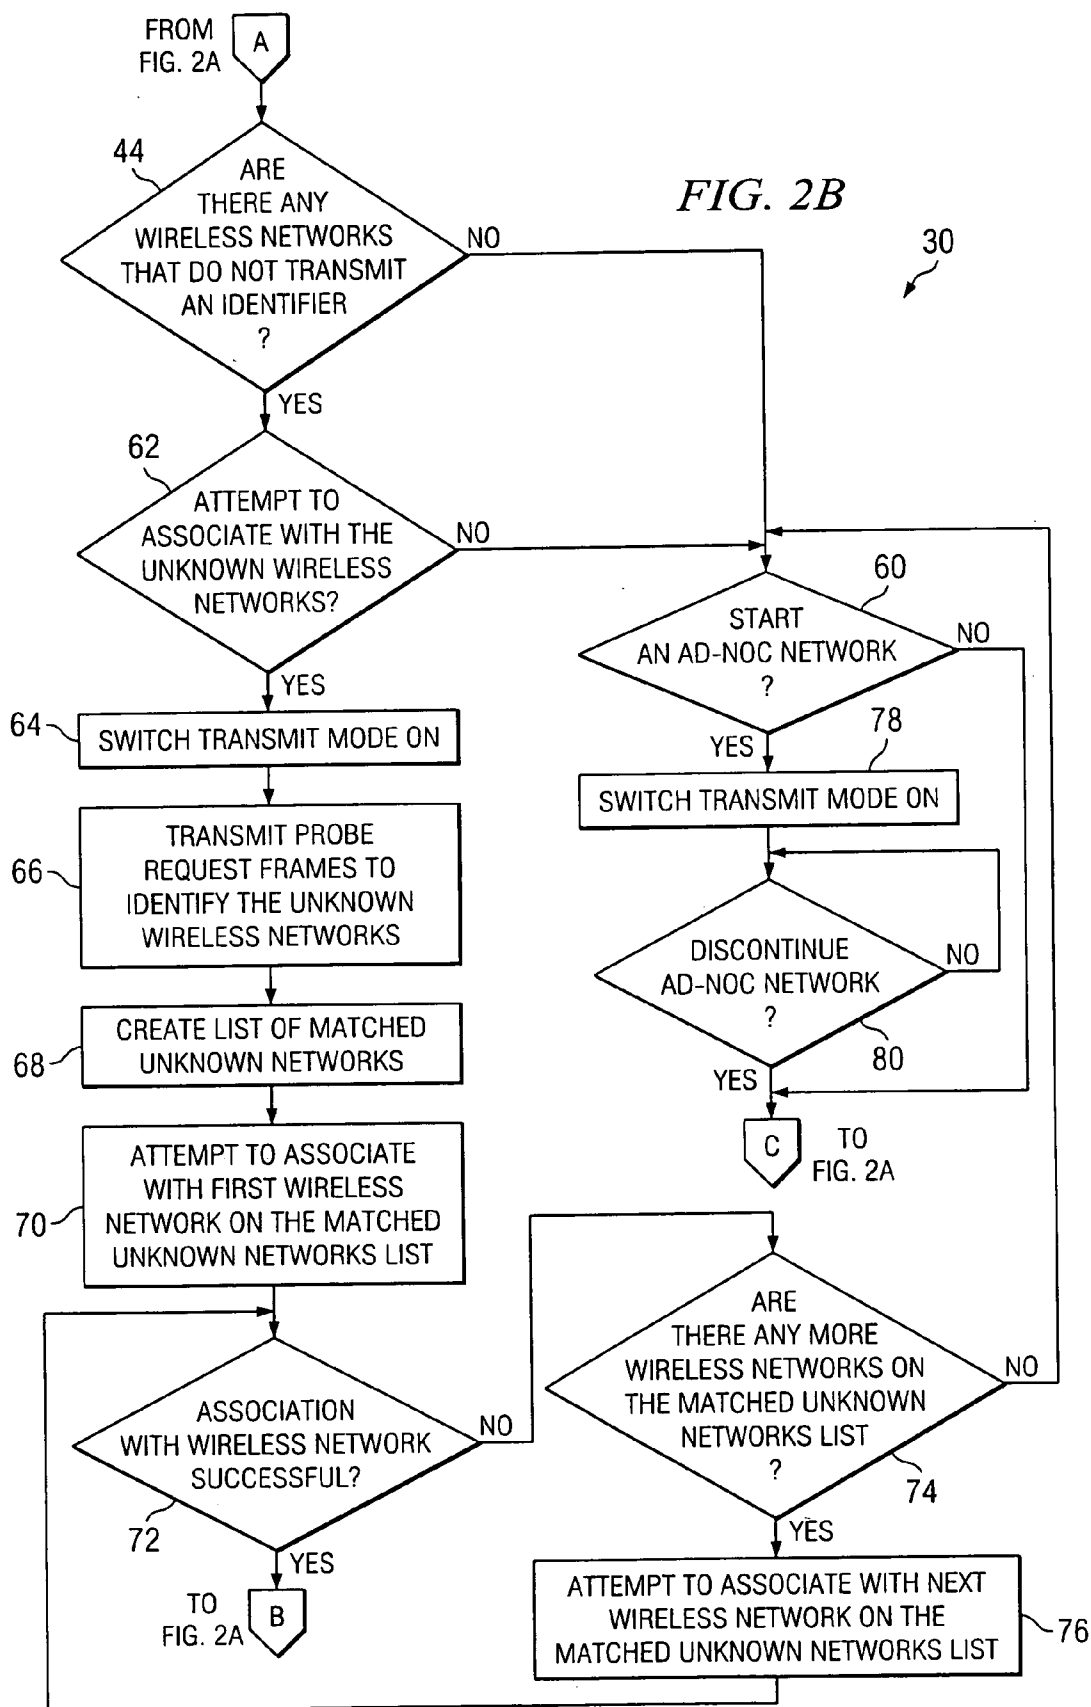 FROM
FIG. 2A
A
44
ARE
THERE ANY
WIRELESS NETWORKS
THAT DO NOT TRANSMIT
AN IDENTIFIER
?
NO
YES
FIG. 2B
30
62
ATTEMPT TO
ASSOCIATE WITH THE
UNKNOWN WIRELESS
NETWORKS?
NO
YES
60
START
AN AD-NOC NETWORK
?
NO
YES
64
SWITCH TRANSMIT MODE ON
78
SWITCH TRANSMIT MODE ON
66
TRANSMIT PROBE
REQUEST FRAMES TO
IDENTIFY THE UNKNOWN
WIRELESS NETWORKS
DISCONTINUE
AD-NOC NETWORK
?
NO
80
YES
68
CREATE LIST OF MATCHED
UNKNOWN NETWORKS
C
TO
FIG. 2A
70
ATTEMPT TO ASSOCIATE
WITH FIRST WIRELESS
NETWORK ON THE MATCHED
UNKNOWN NETWORKS LIST
ASSOCIATION
WITH WIRELESS NETWORK
SUCCESSFUL?
NO
72
YES
TO
FIG. 2A
B
ARE
THERE ANY MORE
WIRELESS NETWORKS ON
THE MATCHED UNKNOWN
NETWORKS LIST
?
NO
74
YES
ATTEMPT TO ASSOCIATE WITH NEXT
WIRELESS NETWORK ON THE
MATCHED UNKNOWN NETWORKS LIST
76